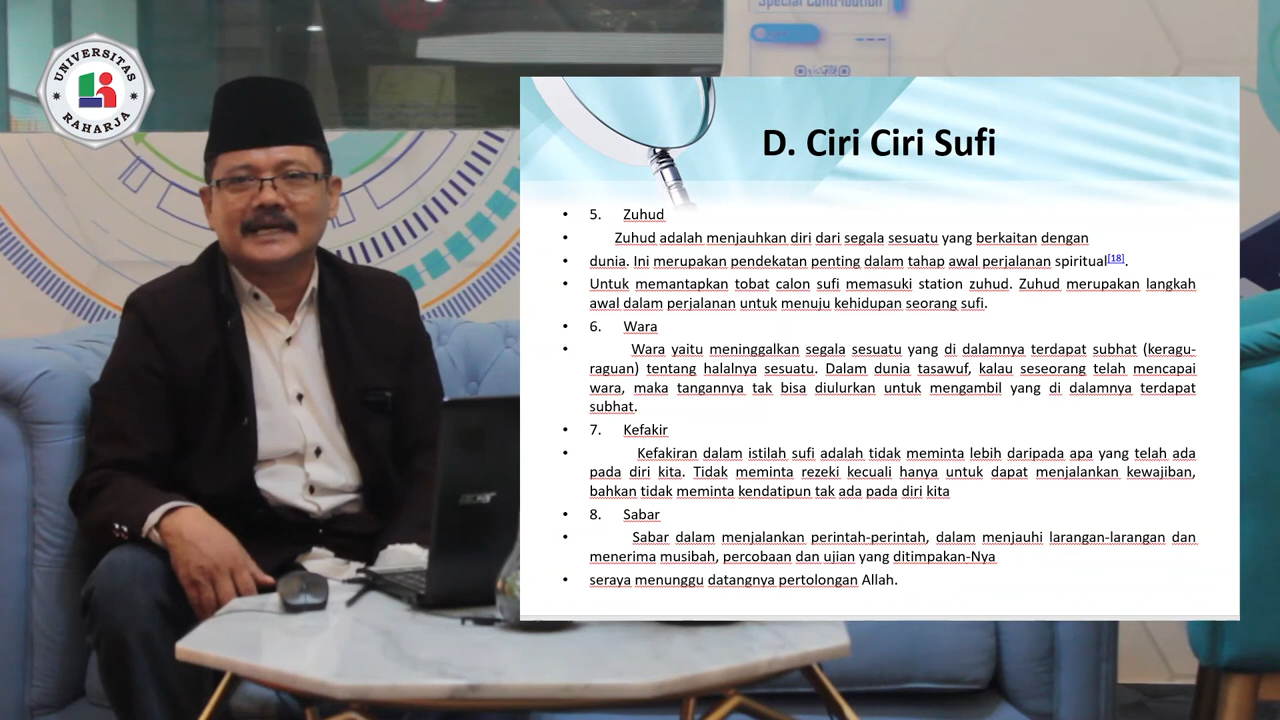 Special Contribution
UNIVERSITAS
RAHARJA
D. Ciri Ciri Sufi
• 5. Zuhud
• Zuhud adalah menjauhkan diri dari segala sesuatu yang berkaitan dengan
• dunia. Ini merupakan pendekatan penting dalam tahap awal perjalanan spiritual[18].
• Untuk memantapkan tobat calon sufi memasuki station zuhud. Zuhud merupakan langkah
awal dalam perjalanan untuk menuju kehidupan seorang sufi.
• 6. Wara
• Wara yaitu meninggalkan segala sesuatu yang di dalamnya terdapat subhat (keragu-
raguan) tentang halalnya sesuatu. Dalam dunia tasawuf, kalau seseorang telah mencapai
wara, maka tangannya tak bisa diulurkan untuk mengambil yang di dalamnya terdapat
subhat.
• 7. Kefakir
• Kefakiran dalam istilah sufi adalah tidak meminta lebih daripada apa yang telah ada
pada diri kita. Tidak meminta rezeki kecuali hanya untuk dapat menjalankan kewajiban,
bahkan tidak meminta kendatipun tak ada pada diri kita
• 8. Sabar
• Sabar dalam menjalankan perintah-perintah, dalam menjauhi larangan-larangan dan
menerima musibah, percobaan dan ujian yang ditimpakan-Nya
• seraya menunggu datangnya pertolongan Allah.
acer